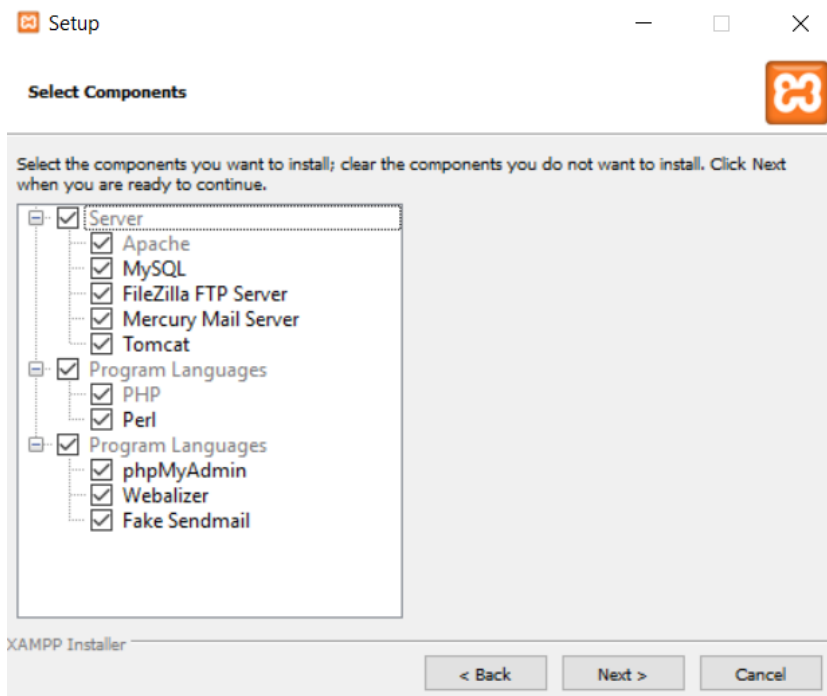 Setup
Select Components
Select the components you want to install; clear the components you do not want to install. Click Next
when you are ready to continue.
Server
Apache
MySQL
FileZilla FTP Server
Mercury Mail Server
Tomcat
Program Languages
PHP
Perl
Program Languages
phpMyAdmin
Webalizer
Fake Sendmail
XAMPP Installer
< Back Next > Cancel